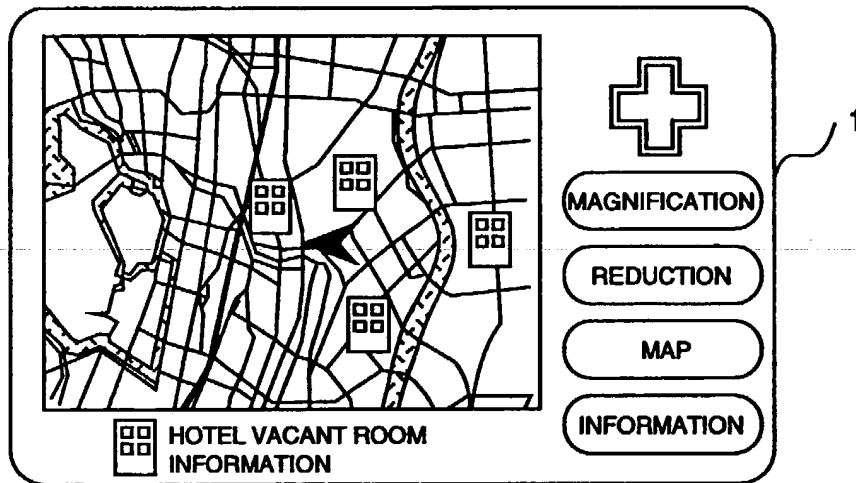 1
MAGNIFICATION
REDUCTION
MAP
INFORMATION
HOTEL VACANT ROOM
INFORMATION